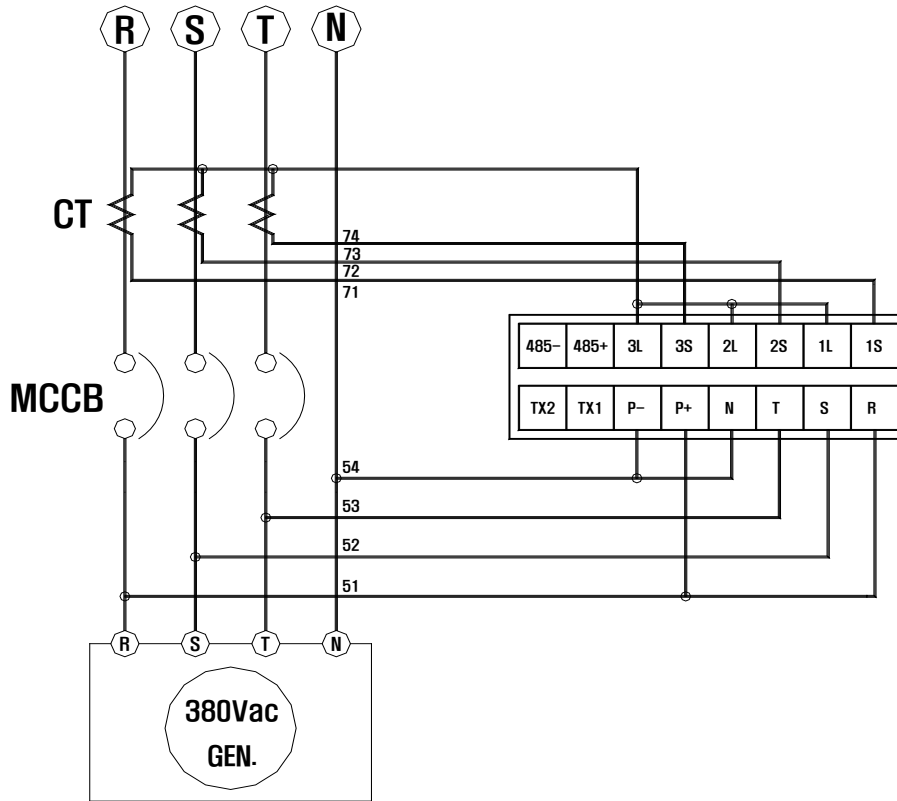 R S T N
CT
74
73
72
71
485- 485+ 3L 3S 2L 2S 1L 1S
MCCB
TX2 TX1 P- P+ N T S R
54
53
52
51
R S T N
380Vac
GEN.